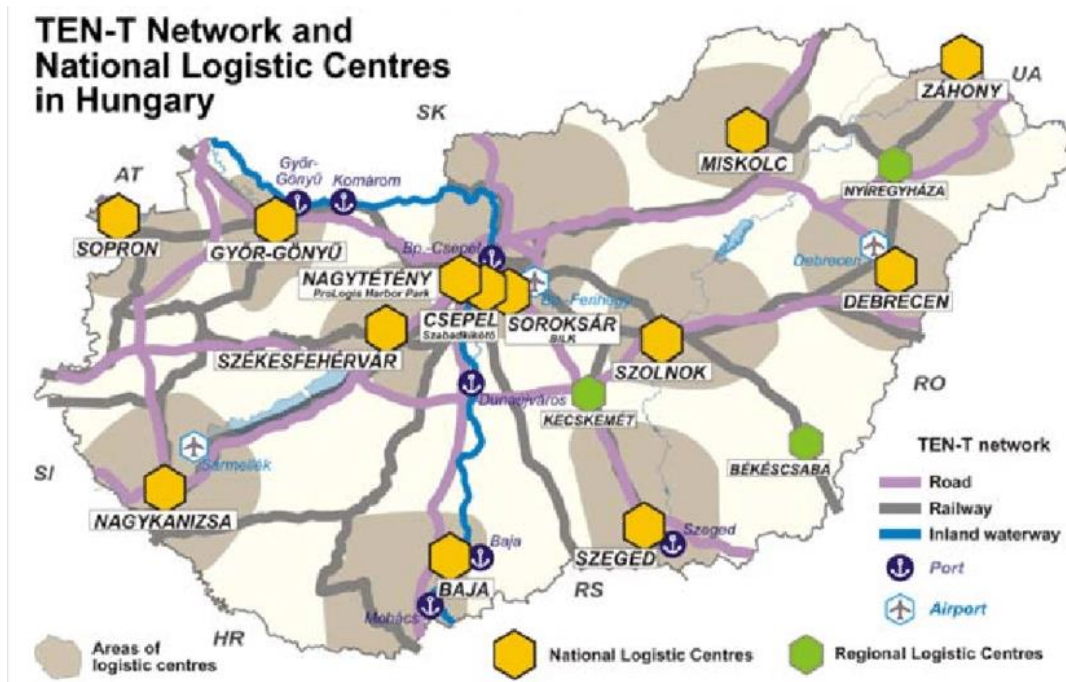 TEN-T Network and
National Logistic Centres
in Hungary
SK
UA
ZÁHONY
MISKOLC
NYÍREGYHÁZA
AT
Győr-
Gönyű
Komárom
SOPRON
GYŐR-GÖNYŰ
Bp.-Csepel
Debrecen
NAGYTÉTÉNY
ProLogis Harbor Park
Bp.-Ferihegy
DEBRECEN
CSEPEL
Szabadkikötő
SOROKSÁR
BILK
SZÉKESFEHÉRVÁR
SZOLNOK
RO
Dunaújváros
KECSKEMÉT
BÉKÉSCSABA
SI
Sármellék
NAGYKANIZSA
TEN-T network
Road
Railway
Inland waterway
Port
Airport
Szeged
SZEGED
Baja
BAJA
RS
Mohács
HR
Areas of
logistic centres
National Logistic Centres
Regional Logistic Centres